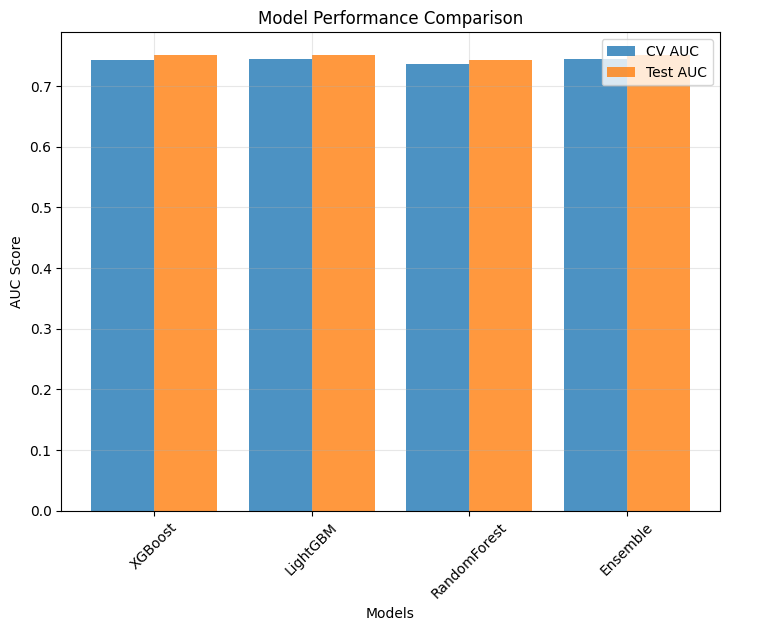 Model Performance Comparison
CV AUC
Test AUC
AUC Score
0.7
0.6
0.5
0.4
0.3
0.2
0.1
0.0
XGBoost
LightGBM
RandomForest
Ensemble
Models